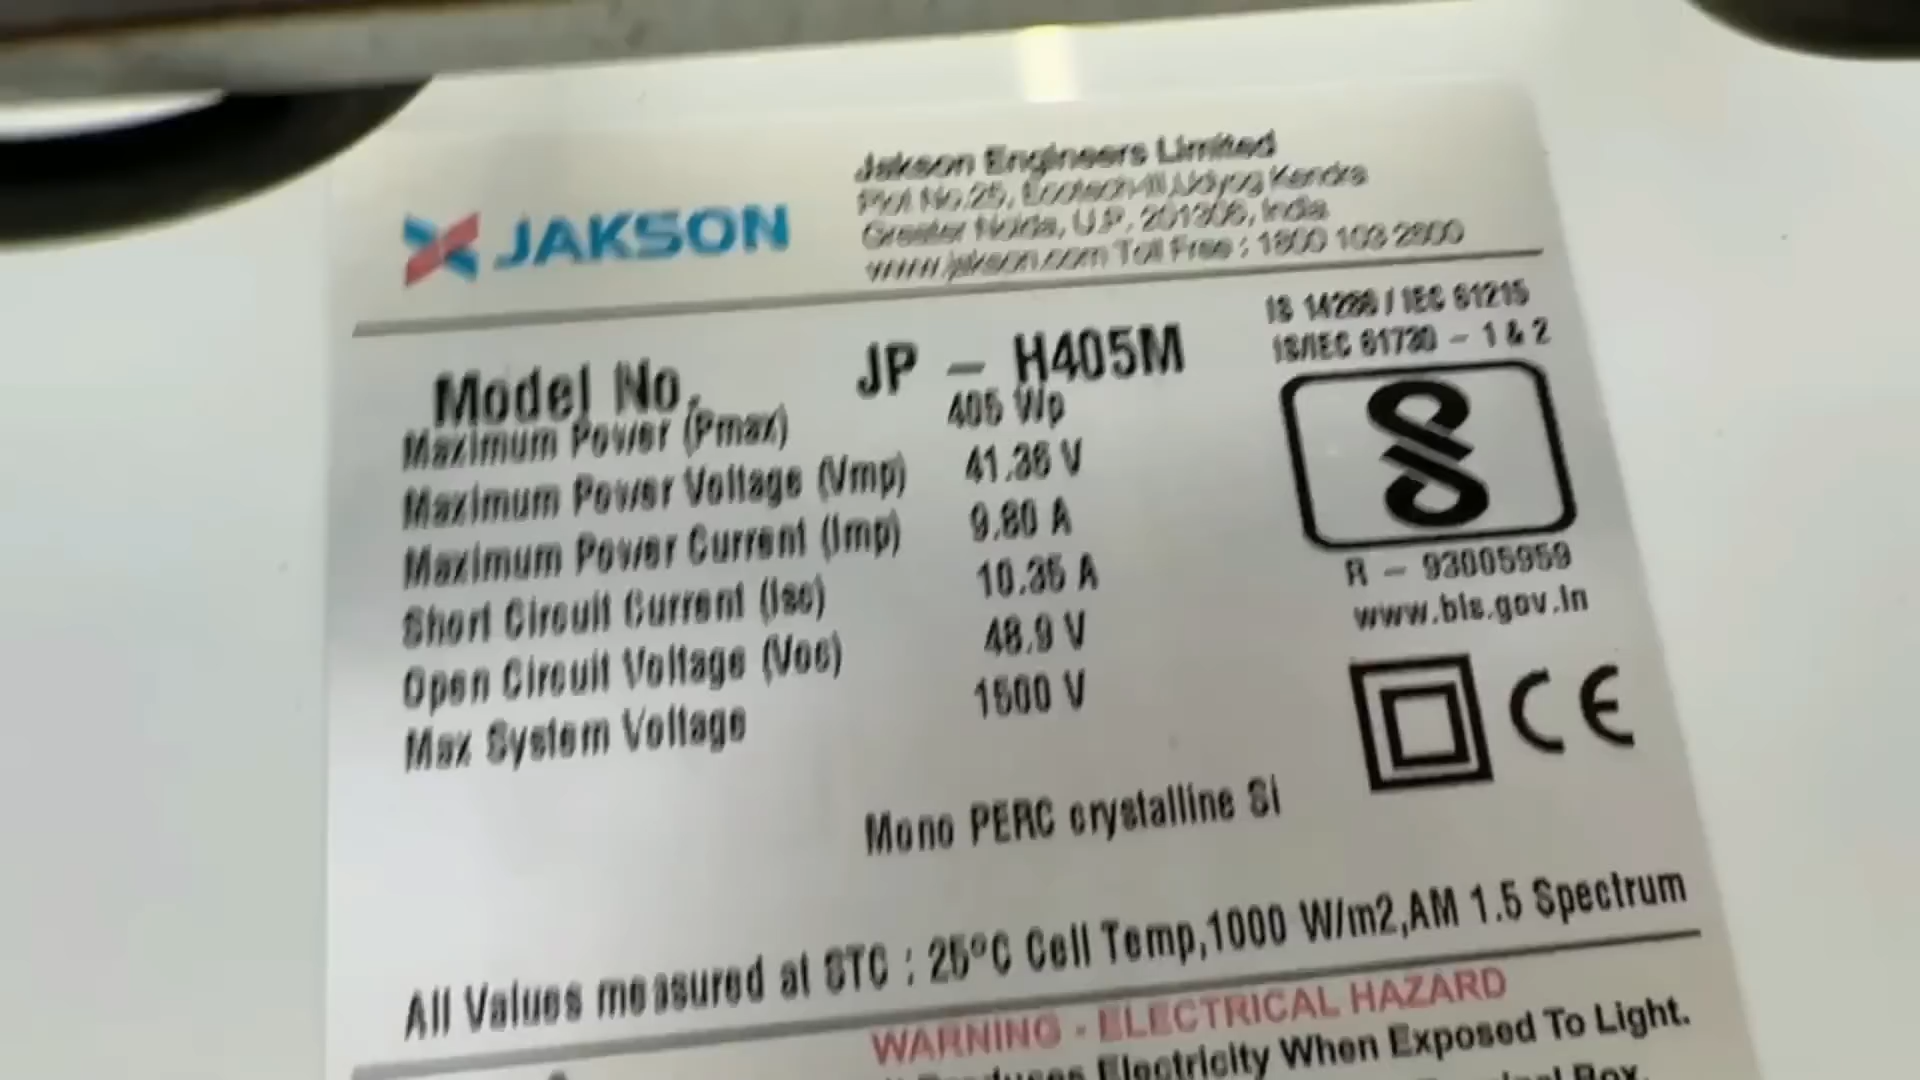 JAKSON
Jakson Engineers Limited
Plot No.25, Ecotech-III Udyog Kendra
Greater Noida, U.P. 201306, India
www.jakson.com Toll Free : 1800 103 2800
IS 14286 / IEC 61215
IS/IEC 61730 – 1 & 2
Model No. JP – H405M
Maximum Power (Pmax) 405 Wp
Maximum Power Voltage (Vmp) 41.36 V
Maximum Power Current (Imp) 9.80 A
Short Circuit Current (Isc) 10.35 A
Open Circuit Voltage (Voc) 48.9 V
Max System Voltage 1500 V
R – 93005959
www.bis.gov.in
CE
Mono PERC crystalline Si
All Values measured at STC : 25°C Cell Temp,1000 W/m2,AM 1.5 Spectrum
WARNING - ELECTRICAL HAZARD
Produces Electricity When Exposed To Light.
Box.